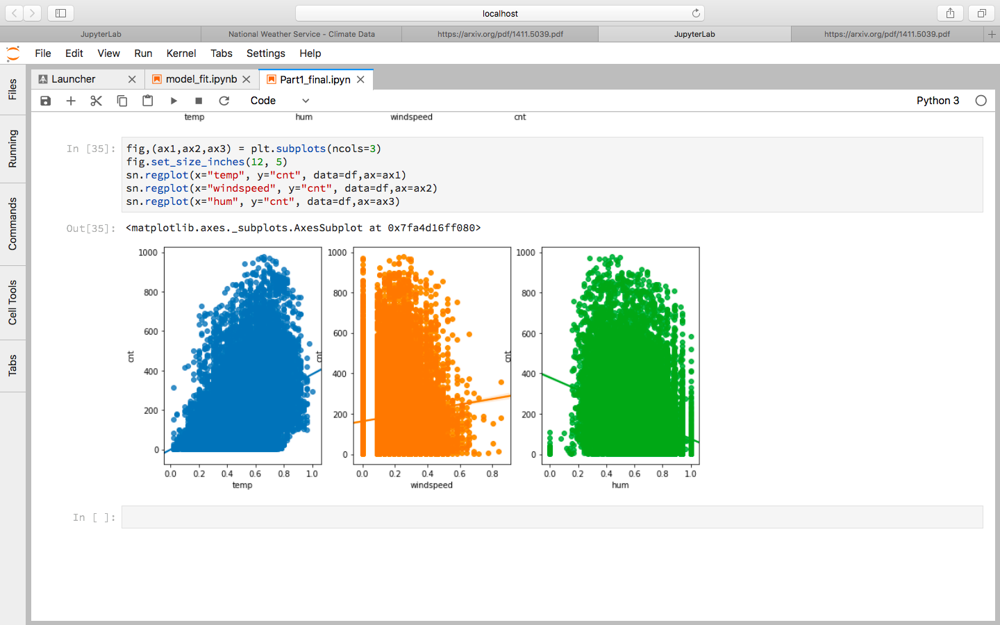 localhost
JupyterLab
National Weather Service - Climate Data
https://arxiv.org/pdf/1411.5039.pdf
JupyterLab
https://arxiv.org/pdf/1411.5039.pdf
File Edit View Run Kernel Tabs Settings Help
Launcher
model_fit.ipynb
Part1_final.ipyn
Code
Python 3
Files
Running
Commands
Cell Tools
Tabs
temp hum windspeed cnt
In [35]:
fig,(ax1,ax2,ax3) = plt.subplots(ncols=3)
fig.set_size_inches(12, 5)
sn.regplot(x="temp", y="cnt", data=df,ax=ax1)
sn.regplot(x="windspeed", y="cnt", data=df,ax=ax2)
sn.regplot(x="hum", y="cnt", data=df,ax=ax3)
Out[35]:
<matplotlib.axes._subplots.AxesSubplot at 0x7fa4d16ff080>
1000
800
600
400
200
0
cnt
0.0 0.2 0.4 0.6 0.8 1.0
temp
1000
800
600
400
200
0
cnt
0.0 0.2 0.4 0.6 0.8
windspeed
1000
800
600
400
200
0
cnt
0.0 0.2 0.4 0.6 0.8 1.0
hum
In [ ]: